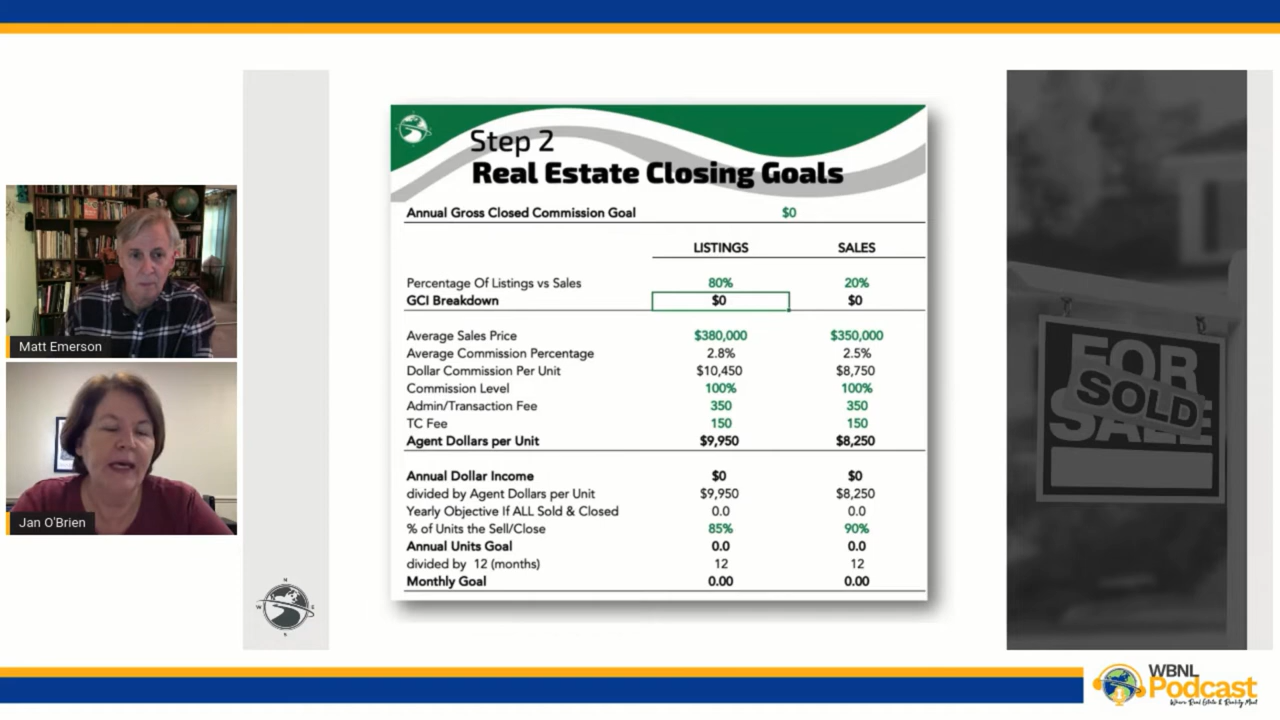 Step 2
Real Estate Closing Goals
Annual Gross Closed Commission Goal $0
LISTINGS SALES
Percentage Of Listings vs Sales 80% 20%
GCI Breakdown $0 $0
Average Sales Price $380,000 $350,000
Average Commission Percentage 2.8% 2.5%
Dollar Commission Per Unit $10,450 $8,750
Commission Level 100% 100%
Admin/Transaction Fee 350 350
TC Fee 150 150
Agent Dollars per Unit $9,950 $8,250
Annual Dollar Income $0 $0
divided by Agent Dollars per Unit $9,950 $8,250
Yearly Objective If ALL Sold & Closed 0.0 0.0
% of Units the Sell/Close 85% 90%
Annual Units Goal 0.0 0.0
divided by 12 (months) 12 12
Monthly Goal 0.00 0.00
Matt Emerson
Jan O'Brien
N
W E
S
FOR
SOLD
SALE
WBNL
Podcast
Where Real Estate & Reality Meet